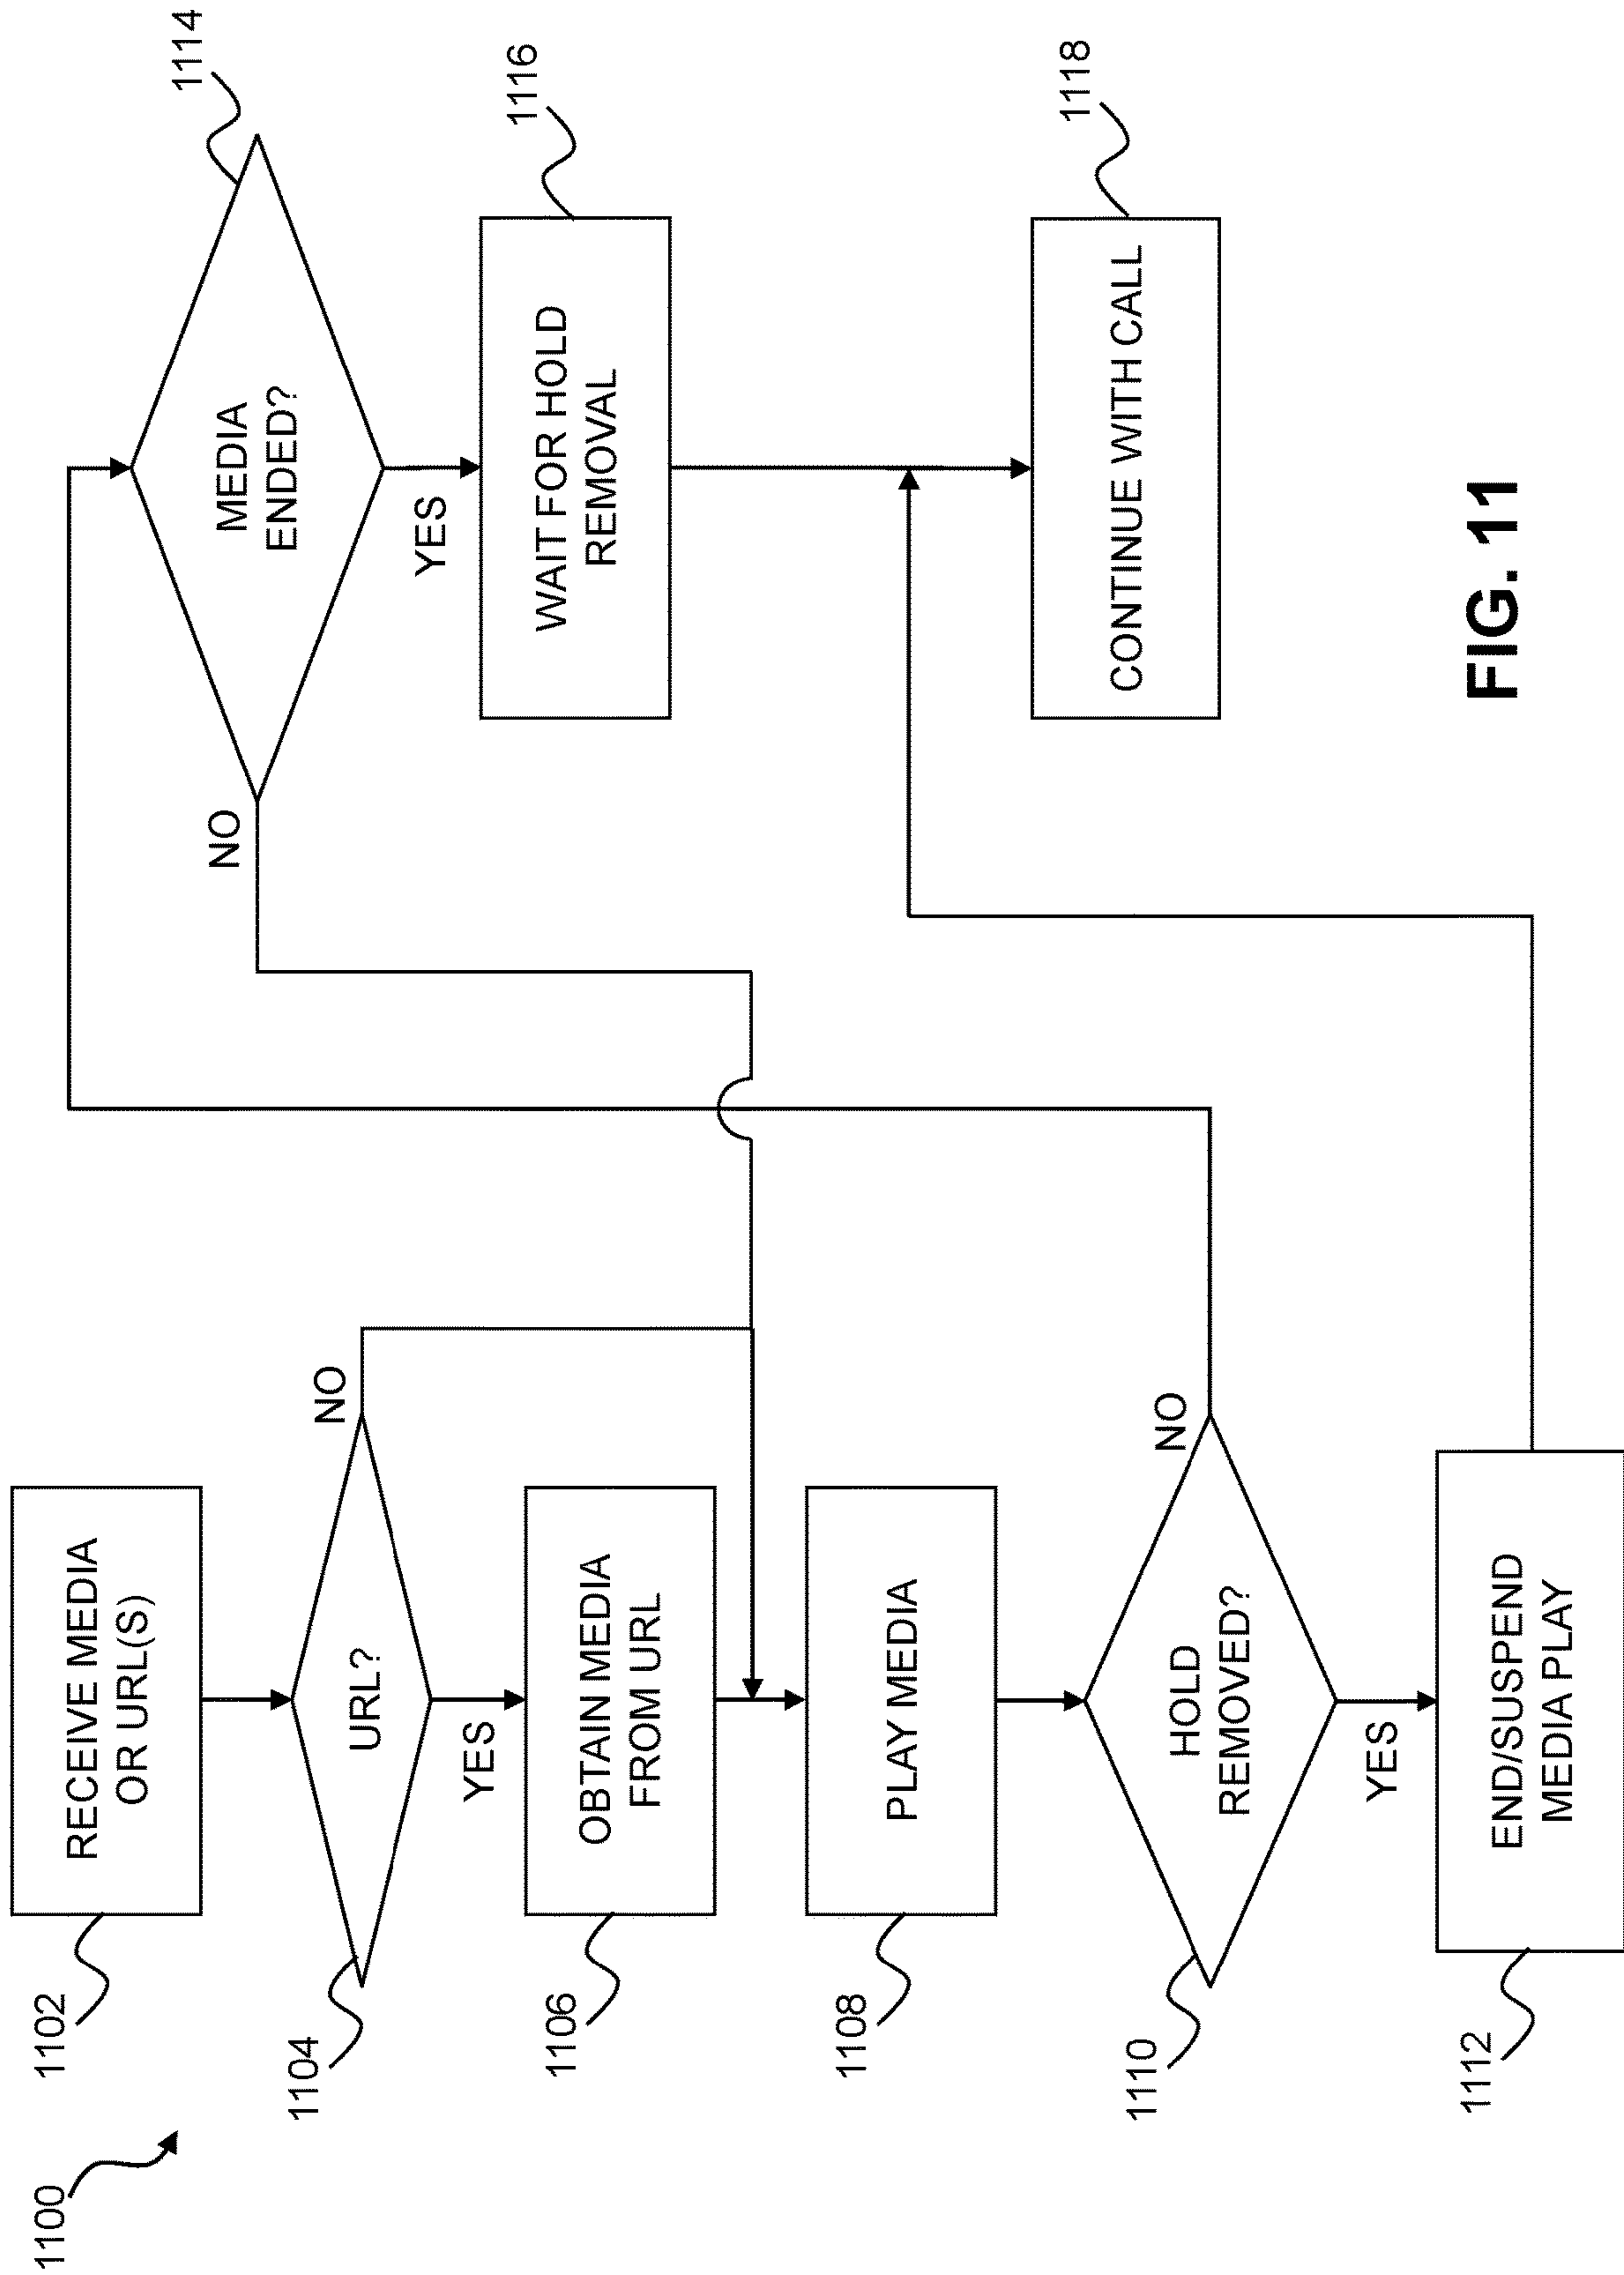 1100
1102
RECEIVE MEDIA
OR URL(S)
1104
URL?
NO
YES
1106
OBTAIN MEDIA
FROM URL
1108
PLAY MEDIA
1110
HOLD
REMOVED?
NO
YES
1112
END/SUSPEND
MEDIA PLAY
1114
MEDIA
ENDED?
NO
YES
1116
WAIT FOR HOLD
REMOVAL
1118
CONTINUE WITH CALL
FIG. 11